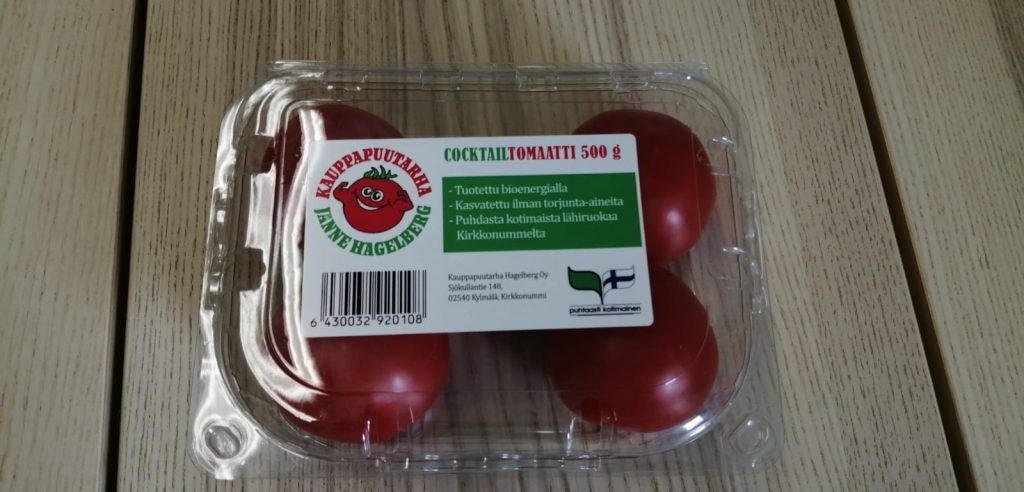 KAUPPAPUUTARHA
JANNE HAGELBERG
COCKTAILTOMAATTI 500 g
- Tuotettu bioenergialla
- Kasvatettu ilman torjunta-aineita
- Puhdasta kotimaista lähiruokaa
Kirkkonummelta
Kauppapuutarha Hagelberg Oy
Sjökullantie 148,
02540 Kylmälä, Kirkkonummi
6 430032 920108
puhtaasti kotimainen